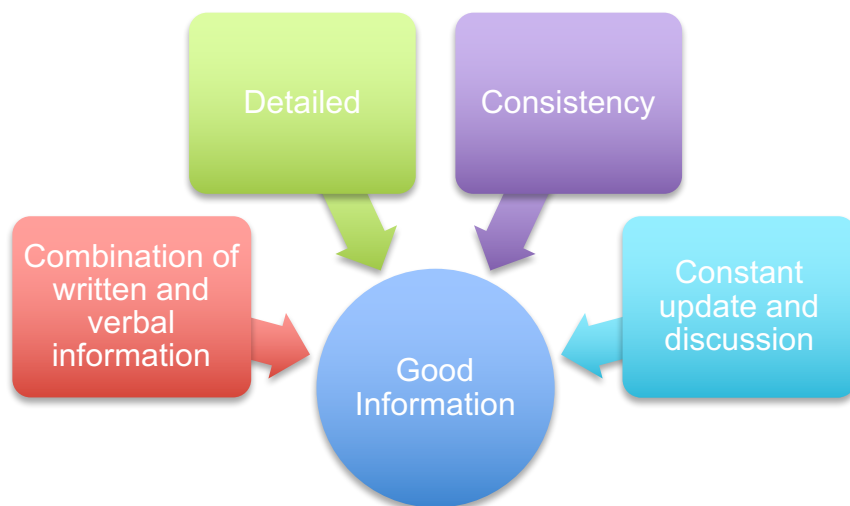 Detailed
Consistency
Combination of
written and
verbal
information
Constant
update and
discussion
Good
Information